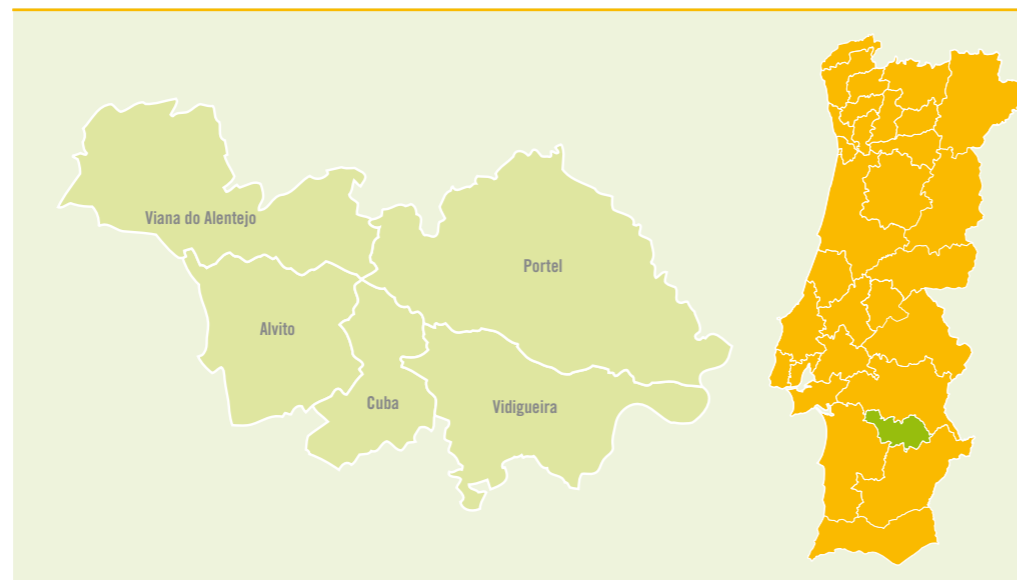 Viana do Alentejo
Portel
Alvito
Cuba
Vidigueira